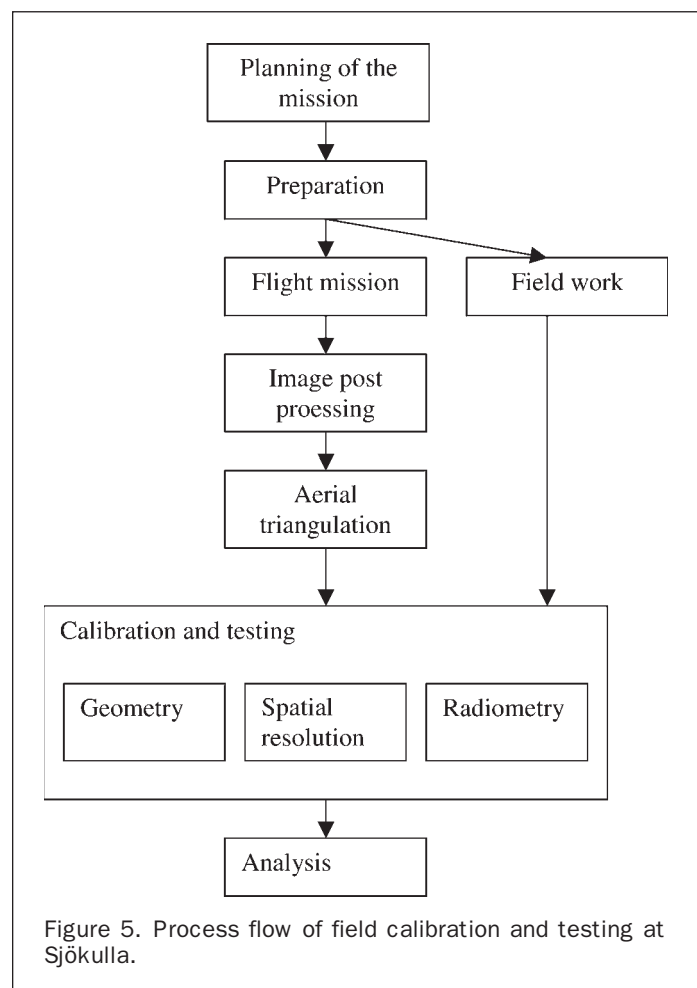 Planning of the
mission
Preparation
Flight mission
Field work
Image post
proessing
Aerial
triangulation
Calibration and testing
Geometry
Spatial
resolution
Radiometry
Analysis
Figure 5. Process flow of field calibration and testing at
Sjökulla.